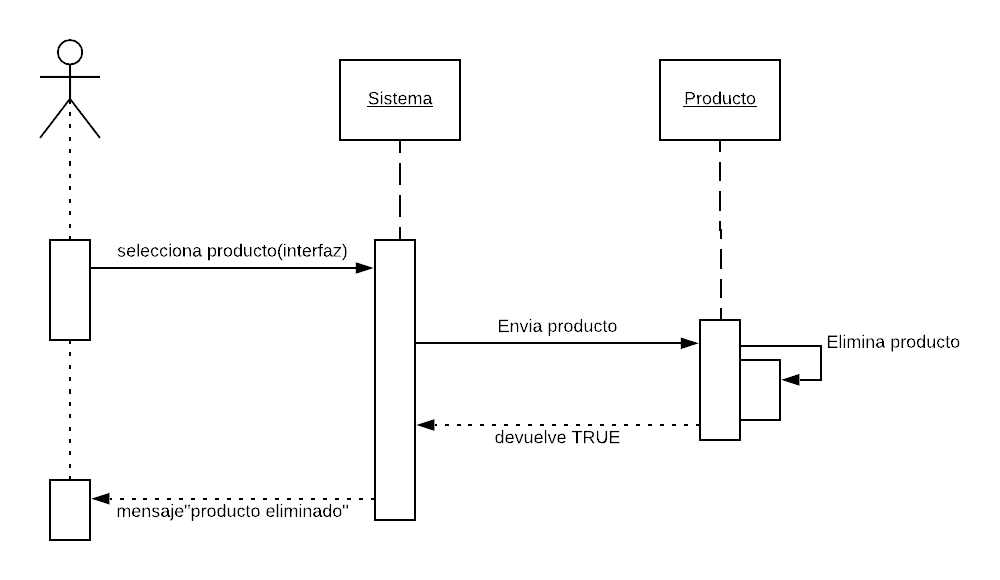 Sistema
Producto
selecciona producto(interfaz)
Envia producto
Elimina producto
devuelve TRUE
mensaje"producto eliminado"